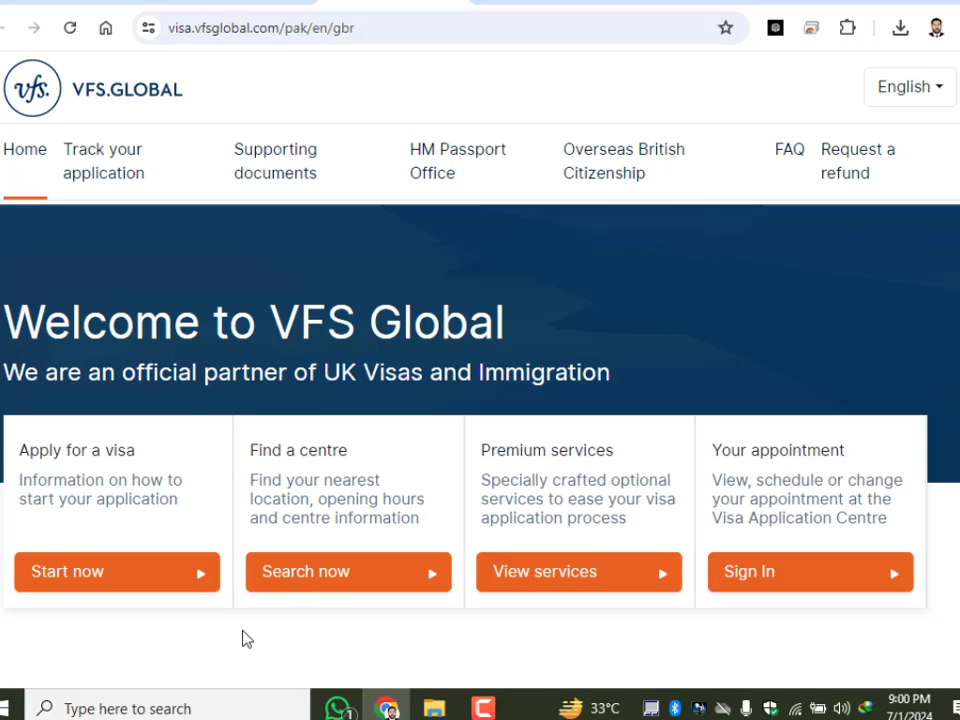 visa.vfsglobal.com/pak/en/gbr
vfs. VFS.GLOBAL
English
Home
Track your
application
Supporting
documents
HM Passport
Office
Overseas British
Citizenship
FAQ
Request a
refund
Welcome to VFS Global
We are an official partner of UK Visas and Immigration
Apply for a visa
Information on how to
start your application
Start now
Find a centre
Find your nearest
location, opening hours
and centre information
Search now
Premium services
Specially crafted optional
services to ease your visa
application process
View services
Your appointment
View, schedule or change
your appointment at the
Visa Application Centre
Sign In
Type here to search
1
33°C
9:00 PM
7/1/2024